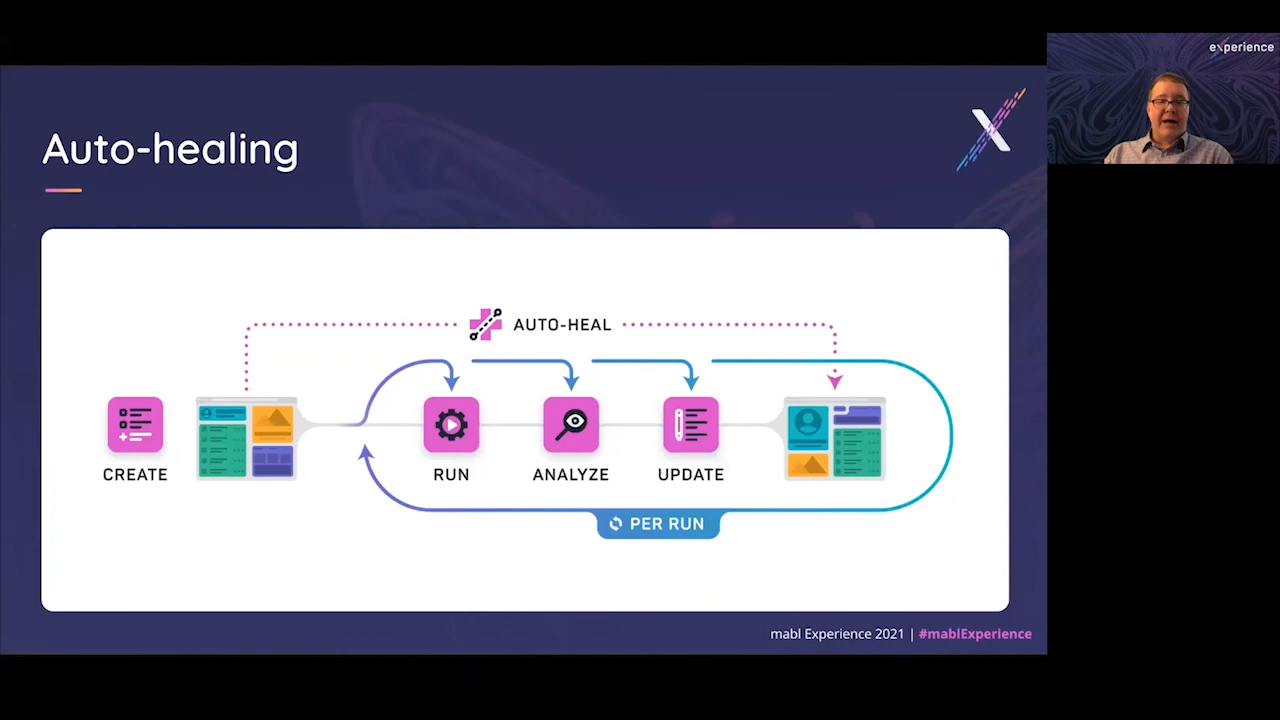 experience
Auto-healing
AUTO-HEAL
CREATE
RUN
ANALYZE
UPDATE
PER RUN
mabl Experience 2021 | #mablExperience